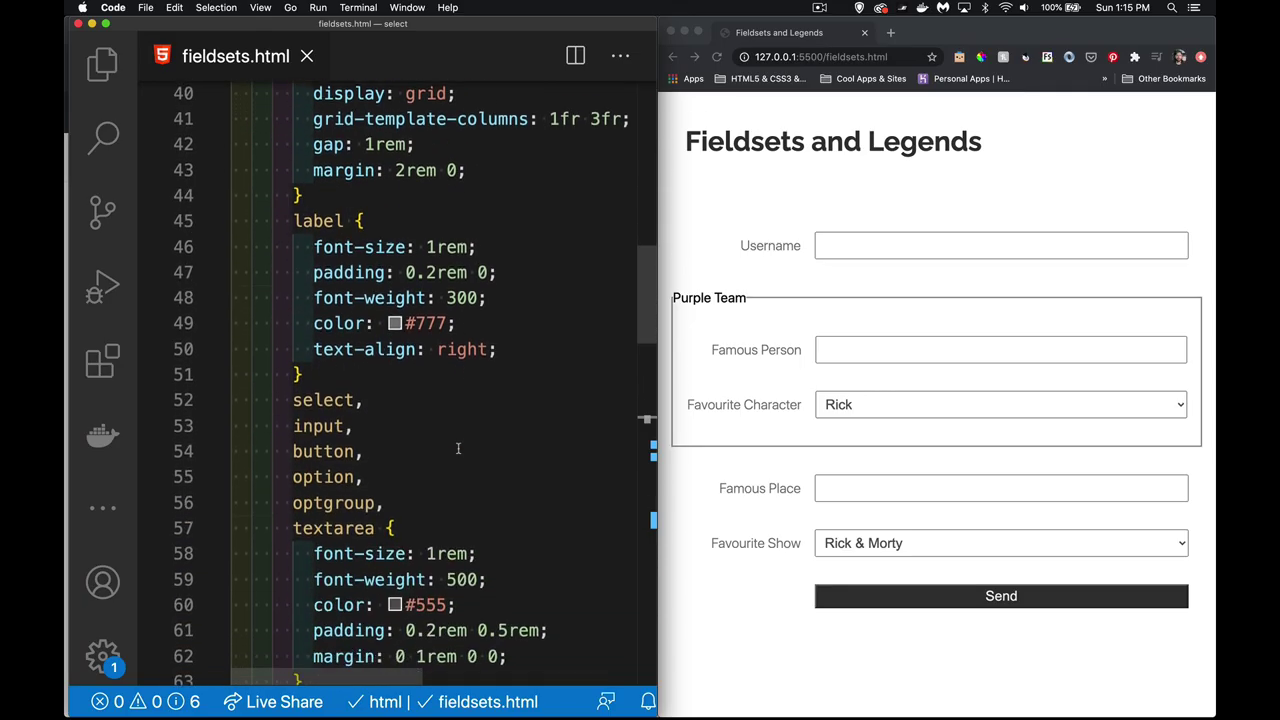 Code File Edit Selection View Go Run Terminal Window Help 100% Sun 1:15 PM
fieldsets.html — select
fieldsets.html
40 display: grid;
41 grid-template-columns: 1fr 3fr;
42 gap: 1rem;
43 margin: 2rem 0;
44 }
45 label {
46 font-size: 1rem;
47 padding: 0.2rem 0;
48 font-weight: 300;
49 color: #777;
50 text-align: right;
51 }
52 select,
53 input,
54 button,
55 option,
56 optgroup,
57 textarea {
58 font-size: 1rem;
59 font-weight: 500;
60 color: #555;
61 padding: 0.2rem 0.5rem;
62 margin: 0 1rem 0 0;
63 }
1
0 0 6 Live Share html | fieldsets.html
Fieldsets and Legends
127.0.0.1:5500/fieldsets.html
Apps HTML5 & CSS3 &... Cool Apps & Sites Personal Apps | H... » Other Bookmarks
Fieldsets and Legends
Username
Purple Team
Famous Person
Favourite Character Rick
Famous Place
Favourite Show Rick & Morty
Send